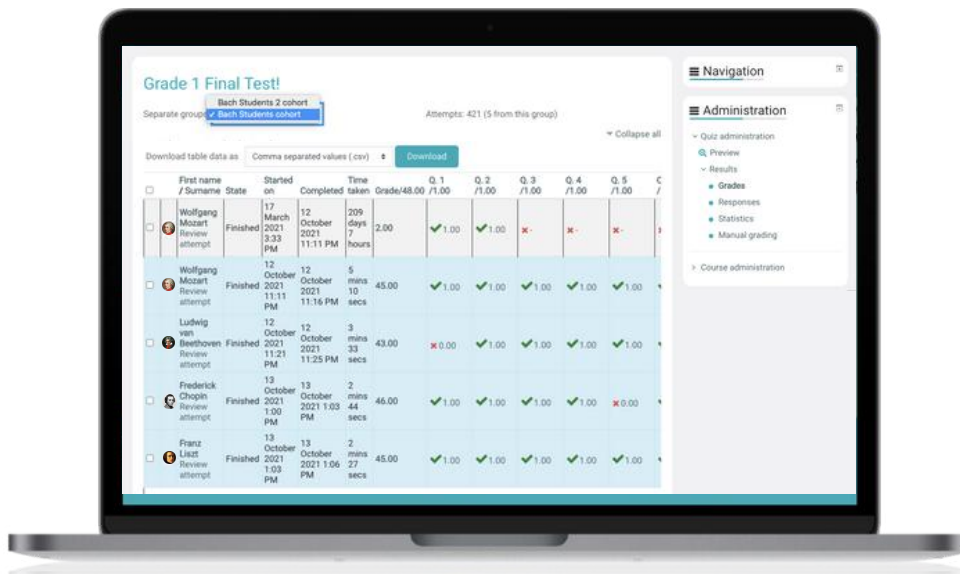 Grade 1 Final Test!
Bach Students 2 cohort
Separate groups ✓ Bach Students cohort
Attempts: 421 (5 from this group)
Collapse all
Download table data as Comma separated values (.csv) Download
First name / Surname State Started on Completed Time taken Grade/48.00 Q. 1 /1.00 Q. 2 /1.00 Q. 3 /1.00 Q. 4 /1.00 Q. 5 /1.00
Wolfgang Mozart Review attempt Finished 17 March 2021 3:33 PM 12 October 2021 11:11 PM 209 days 7 hours 2.00 ✔1.00 ✔1.00 ✖- ✖- ✖-
Wolfgang Mozart Review attempt Finished 12 October 2021 11:11 PM 12 October 2021 11:16 PM 5 mins 10 secs 45.00 ✔1.00 ✔1.00 ✔1.00 ✔1.00 ✔1.00
Ludwig van Beethoven Review attempt Finished 12 October 2021 11:21 PM 12 October 2021 11:25 PM 3 mins 33 secs 43.00 ✖0.00 ✔1.00 ✔1.00 ✔1.00 ✔1.00
Frederick Chopin Review attempt Finished 13 October 2021 1:00 PM 13 October 2021 1:03 PM 2 mins 44 secs 46.00 ✔1.00 ✔1.00 ✔1.00 ✔1.00 ✖0.00
Franz Liszt Review attempt Finished 13 October 2021 1:03 PM 13 October 2021 1:06 PM 2 mins 27 secs 45.00 ✔1.00 ✔1.00 ✔1.00 ✔1.00 ✔1.00
Navigation
Administration
Quiz administration
Preview
Results
Grades
Responses
Statistics
Manual grading
Course administration